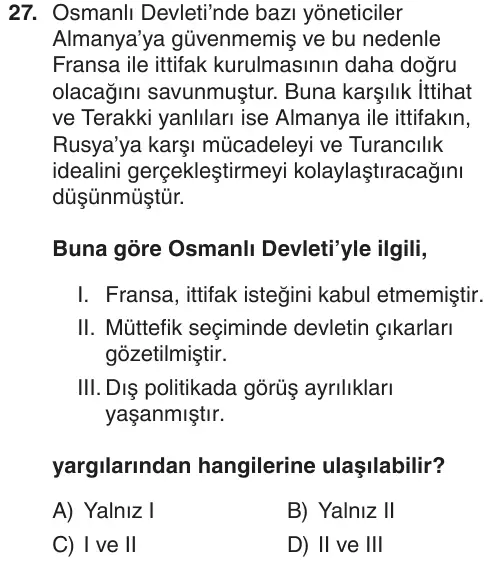 27. Osmanlı Devleti’nde bazı yöneticiler
Almanya’ya güvenmemiş ve bu nedenle
Fransa ile ittifak kurulmasının daha doğru
olacağını savunmuştur. Buna karşılık İttihat
ve Terakki yanlıları ise Almanya ile ittifakın,
Rusya’ya karşı mücadeleyi ve Turancılık
idealini gerçekleştirmeyi kolaylaştıracağını
düşünmüştür.
Buna göre Osmanlı Devleti’yle ilgili,
I. Fransa, ittifak isteğini kabul etmemiştir.
II. Müttefik seçiminde devletin çıkarları
gözetilmiştir.
III. Dış politikada görüş ayrılıkları
yaşanmıştır.
yargılarından hangilerine ulaşılabilir?
A) Yalnız I B) Yalnız II
C) I ve II D) II ve III